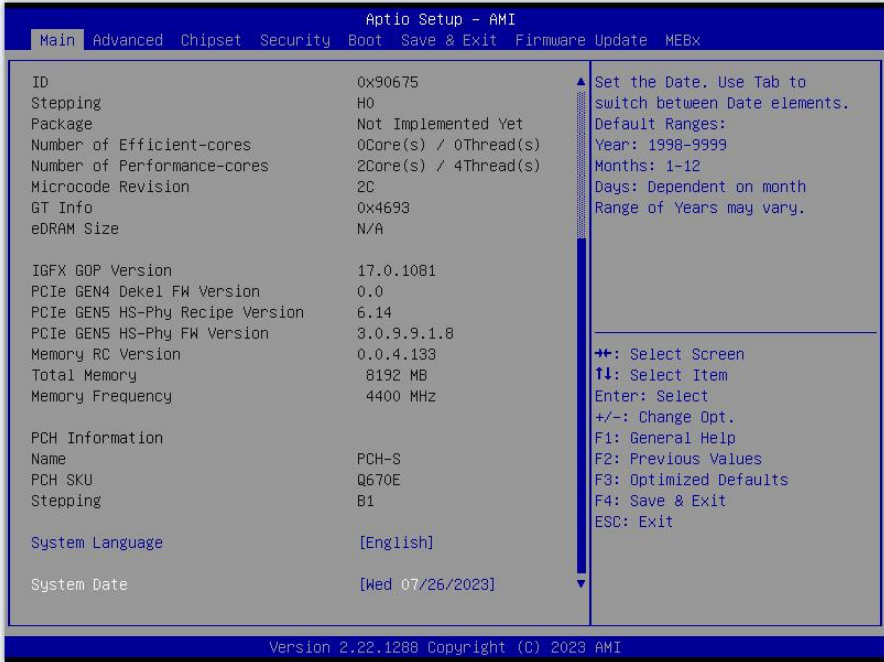 Aptio Setup - AMI
Main Advanced Chipset Security Boot Save & Exit Firmware Update MEBx
ID 0x90675
Stepping H0
Package Not Implemented Yet
Number of Efficient-cores 0Core(s) / 0Thread(s)
Number of Performance-cores 2Core(s) / 4Thread(s)
Microcode Revision 2C
GT Info 0x4693
eDRAM Size N/A
IGFX GOP Version 17.0.1081
PCIe GEN4 Dekel FW Version 0.0
PCIe GEN5 HS-Phy Recipe Version 6.14
PCIe GEN5 HS-Phy FW Version 3.0.9.9.1.8
Memory RC Version 0.0.4.133
Total Memory 8192 MB
Memory Frequency 4400 MHz
PCH Information
Name PCH-S
PCH SKU Q670E
Stepping B1
System Language [English]
System Date [Wed 07/26/2023]
Set the Date. Use Tab to
switch between Date elements.
Default Ranges:
Year: 1998-9999
Months: 1-12
Days: Dependent on month
Range of Years may vary.
→←: Select Screen
↑↓: Select Item
Enter: Select
+/-: Change Opt.
F1: General Help
F2: Previous Values
F3: Optimized Defaults
F4: Save & Exit
ESC: Exit
Version 2.22.1288 Copyright (C) 2023 AMI